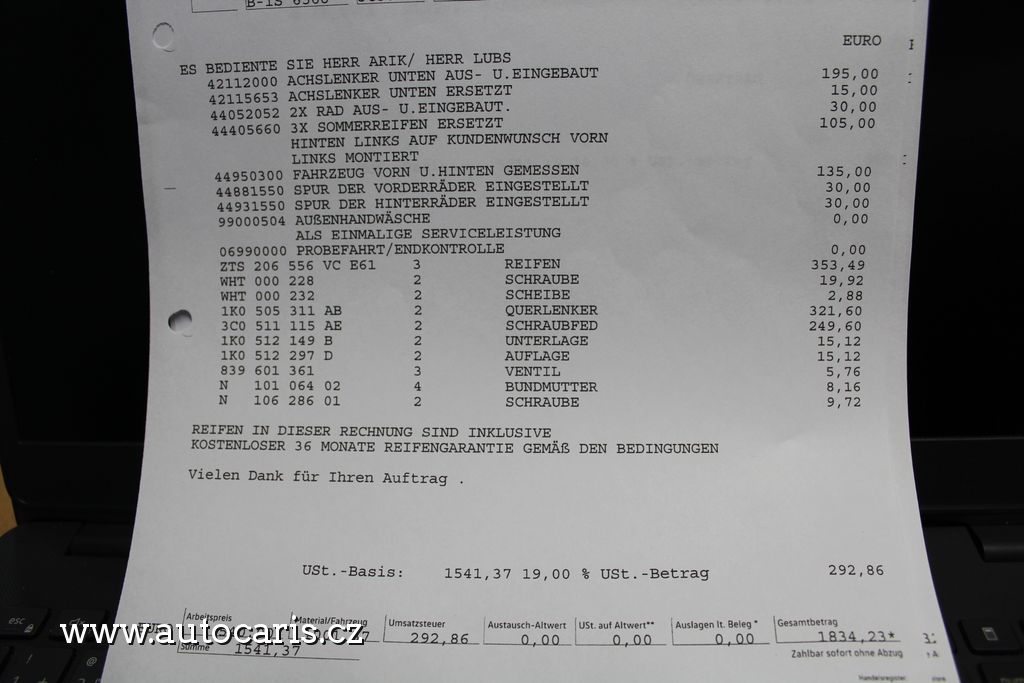 B-IS 6500
EURO
ES BEDIENTE SIE HERR ARIK/ HERR LUBS
42112000 ACHSLENKER UNTEN AUS- U.EINGEBAUT 195,00
42115653 ACHSLENKER UNTEN ERSETZT 15,00
44052052 2X RAD AUS- U.EINGEBAUT. 30,00
44405660 3X SOMMERREIFEN ERSETZT 105,00
HINTEN LINKS AUF KUNDENWUNSCH VORN
LINKS MONTIERT
44950300 FAHRZEUG VORN U.HINTEN GEMESSEN 135,00
44881550 SPUR DER VORDERRÄDER EINGESTELLT 30,00
44931550 SPUR DER HINTERRÄDER EINGESTELLT 30,00
99000504 AUßENHANDWÄSCHE 0,00
ALS EINMALIGE SERVICELEISTUNG
06990000 PROBEFAHRT/ENDKONTROLLE 0,00
ZTS 206 556 VC E61 3 REIFEN 353,49
WHT 000 228 2 SCHRAUBE 19,92
WHT 000 232 2 SCHEIBE 2,88
1K0 505 311 AB 2 QUERLENKER 321,60
3C0 511 115 AE 2 SCHRAUBFED 249,60
1K0 512 149 B 2 UNTERLAGE 15,12
1K0 512 297 D 2 AUFLAGE 15,12
839 601 361 3 VENTIL 5,76
N 101 064 02 4 BUNDMUTTER 8,16
N 106 286 01 2 SCHRAUBE 9,72
REIFEN IN DIESER RECHNUNG SIND INKLUSIVE
KOSTENLOSER 36 MONATE REIFENGARANTIE GEMÄß DEN BEDINGUNGEN
Vielen Dank für Ihren Auftrag .
USt.-Basis: 1541,37 19,00 % USt.-Betrag 292,86
Arbeitspreis Material/Fahrzeug Umsatzsteuer Austausch-Altwert USt. auf Altwert** Auslagen lt. Beleg * Gesamtbetrag
292,86 0,00 0,00 0,00 1834,23*
Summe 1541,37 Zahlbar sofort ohne Abzug
Handelsregister
www.autocaris.cz
esc